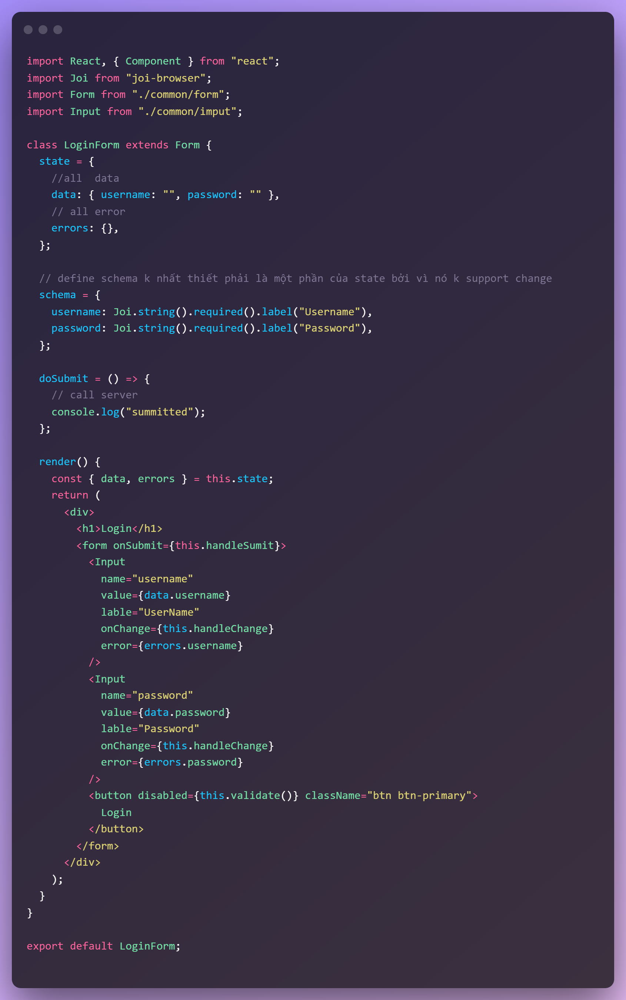 import React, { Component } from "react";
import Joi from "joi-browser";
import Form from "./common/form";
import Input from "./common/imput";

class LoginForm extends Form {
  state = {
    //all  data
    data: { username: "", password: "" },
    // all error
    errors: {},
  };

  // define schema k nhất thiết phải là một phần của state bởi vì nó k support change
  schema = {
    username: Joi.string().required().label("Username"),
    password: Joi.string().required().label("Password"),
  };

  doSubmit = () => {
    // call server
    console.log("summitted");
  };

  render() {
    const { data, errors } = this.state;
    return (
      <div>
        <h1>Login</h1>
        <form onSubmit={this.handleSumit}>
          <Input
            name="username"
            value={data.username}
            lable="UserName"
            onChange={this.handleChange}
            error={errors.username}
          />
          <Input
            name="password"
            value={data.password}
            lable="Password"
            onChange={this.handleChange}
            error={errors.password}
          />
          <button disabled={this.validate()} className="btn btn-primary">
            Login
          </button>
        </form>
      </div>
    );
  }
}

export default LoginForm;